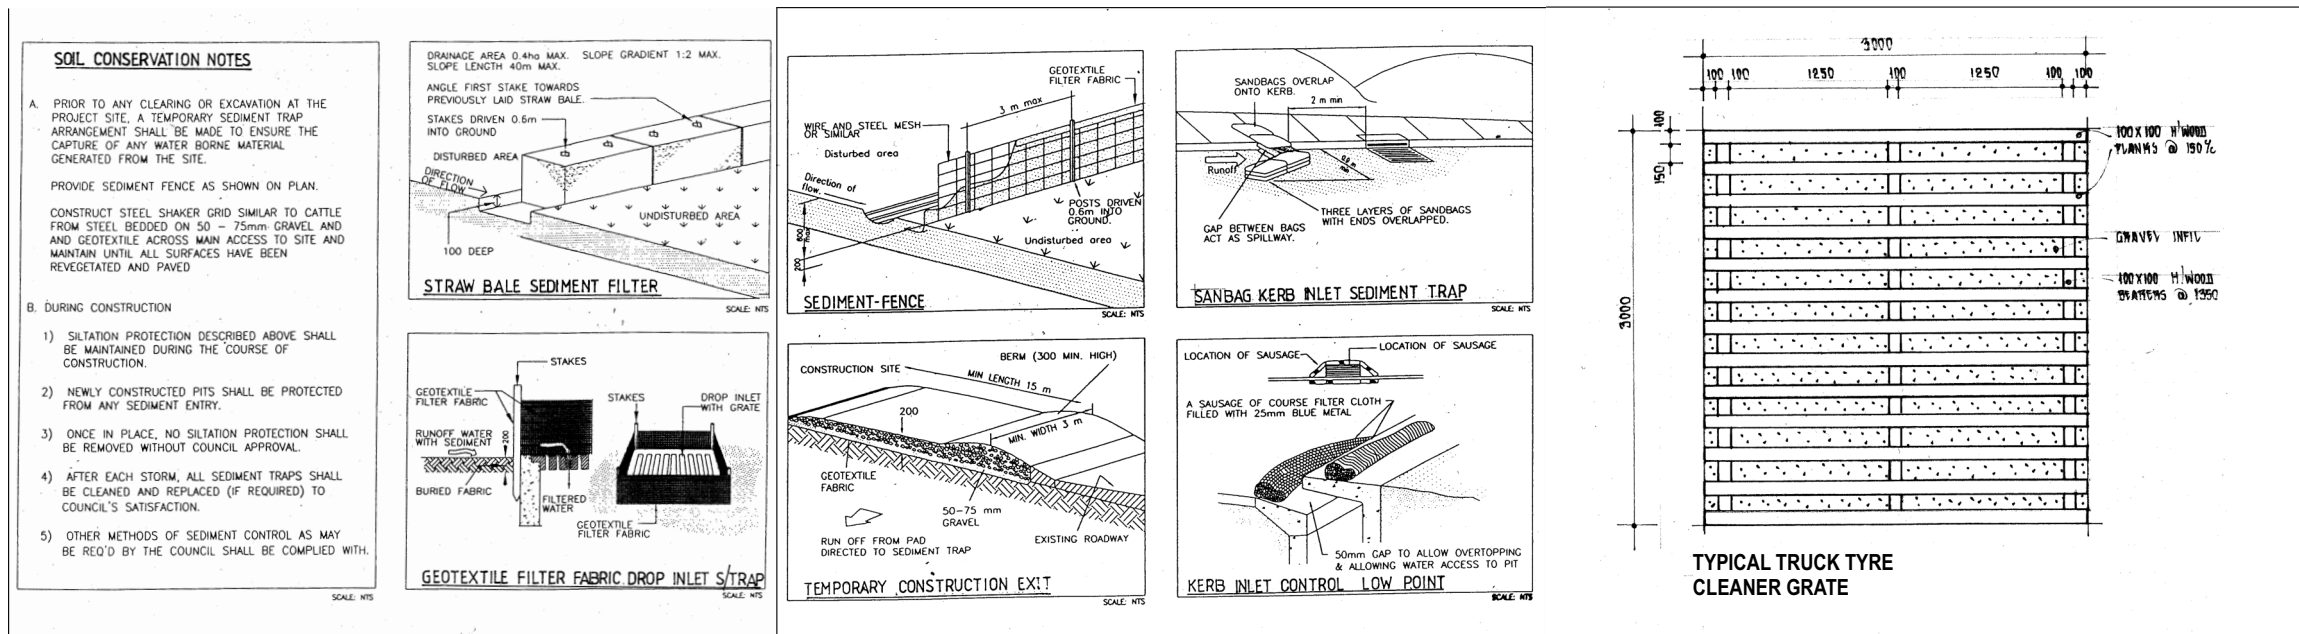 SOIL CONSERVATION NOTES
A. PRIOR TO ANY CLEARING OR EXCAVATION AT THE
PROJECT SITE, A TEMPORARY SEDIMENT TRAP
ARRANGEMENT SHALL BE MADE TO ENSURE THE
CAPTURE OF ANY WATER BORNE MATERIAL
GENERATED FROM THE SITE.
PROVIDE SEDIMENT FENCE AS SHOWN ON PLAN.
CONSTRUCT STEEL SHAKER GRID SIMILAR TO CATTLE
FROM STEEL BEDDED ON 50 - 75mm GRAVEL AND
AND GEOTEXTILE ACROSS MAIN ACCESS TO SITE AND
MAINTAIN UNTIL ALL SURFACES HAVE BEEN
REVEGETATED AND PAVED
B. DURING CONSTRUCTION
1) SILTATION PROTECTION DESCRIBED ABOVE SHALL
BE MAINTAINED DURING THE COURSE OF
CONSTRUCTION.
2) NEWLY CONSTRUCTED PITS SHALL BE PROTECTED
FROM ANY SEDIMENT ENTRY.
3) ONCE IN PLACE, NO SILTATION PROTECTION SHALL
BE REMOVED WITHOUT COUNCIL APPROVAL.
4) AFTER EACH STORM, ALL SEDIMENT TRAPS SHALL
BE CLEANED AND REPLACED (IF REQUIRED) TO
COUNCIL'S SATISFACTION.
5) OTHER METHODS OF SEDIMENT CONTROL AS MAY
BE REQ'D BY THE COUNCIL SHALL BE COMPLIED WITH.
SCALE: NTS
DRAINAGE AREA 0.4ha MAX. SLOPE GRADIENT 1:2 MAX.
SLOPE LENGTH 40m MAX.
ANGLE FIRST STAKE TOWARDS
PREVIOUSLY LAID STRAW BALE.
STAKES DRIVEN 0.6m
INTO GROUND
DISTURBED AREA
DIRECTION
OF FLOW
UNDISTURBED AREA
100 DEEP
STRAW BALE SEDIMENT FILTER
SCALE: NTS
STAKES
GEOTEXTILE
FILTER FABRIC
STAKES
DROP INLET
WITH GRATE
RUNOFF WATER
WITH SEDIMENT
200
BURIED FABRIC
FILTERED
WATER
GEOTEXTILE
FILTER FABRIC
GEOTEXTILE FILTER FABRIC DROP INLET S/TRAP
SCALE: NTS
GEOTEXTILE
FILTER FABRIC
3 m max
WIRE AND STEEL MESH
OR SIMILAR
Disturbed area
Direction of
flow.
POSTS DRIVEN
0.6m INTO
GROUND.
Undisturbed area
600
max
200
SEDIMENT-FENCE
SCALE: NTS
BERM (300 MIN. HIGH)
CONSTRUCTION SITE
MIN LENGTH 15 m
200
MIN. WIDTH 3 m
GEOTEXTILE
FABRIC
50-75 mm
GRAVEL
RUN OFF FROM PAD
DIRECTED TO SEDIMENT TRAP
EXISTING ROADWAY
TEMPORARY CONSTRUCTION EXIT
SCALE: NTS
SANDBAGS OVERLAP
ONTO KERB.
2 m min
Runoff
THREE LAYERS OF SANDBAGS
WITH ENDS OVERLAPPED.
GAP BETWEEN BAGS
ACT AS SPILLWAY.
SANBAG KERB INLET SEDIMENT TRAP
SCALE: NTS
LOCATION OF SAUSAGE
LOCATION OF SAUSAGE
A SAUSAGE OF COURSE FILTER CLOTH
FILLED WITH 25mm BLUE METAL
50mm GAP TO ALLOW OVERTOPPING
& ALLOWING WATER ACCESS TO PIT
KERB INLET CONTROL LOW POINT
SCALE: NTS
3000
100 100 1250 100 1250 100 100
100
150
3000
100X100 H'WOOD
PLANKS @ 150 %
GRAVEL INFIL
100X100 H'WOOD
BEARERS @ 1350
TYPICAL TRUCK TYRE
CLEANER GRATE